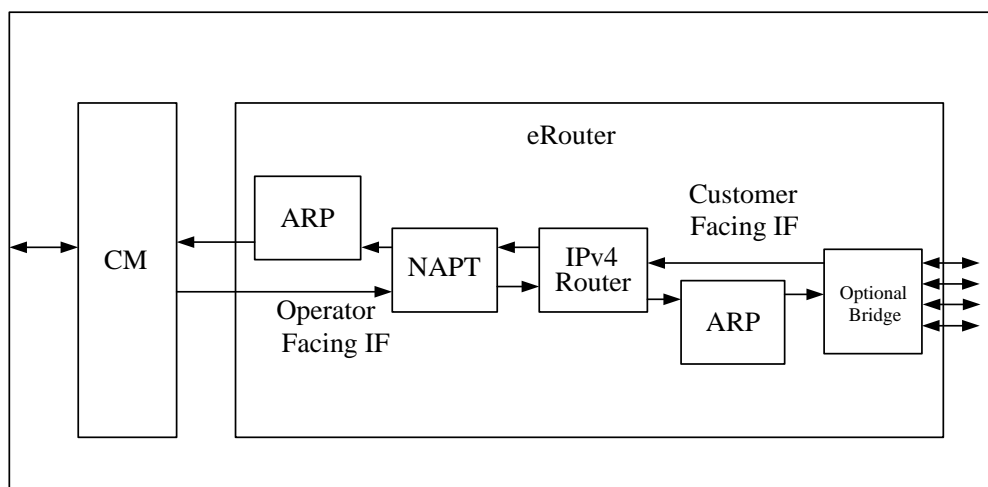 eRouter
Customer
Facing IF
ARP
CM
NAPT
IPv4
Router
Optional
Bridge
Operator
Facing IF
ARP